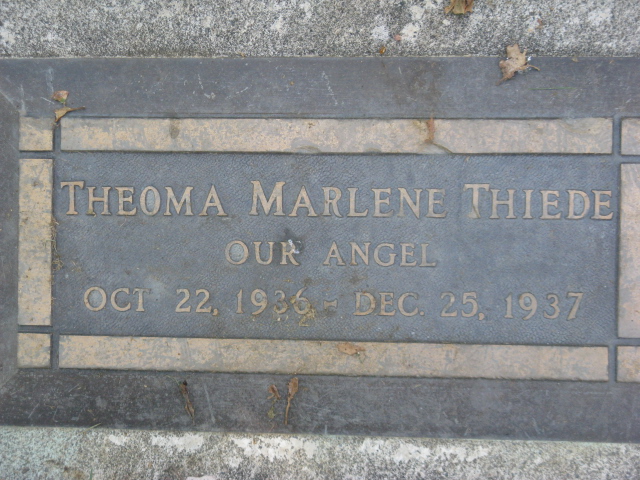 THEOMA MARLENE THIEDE
OUR ANGEL
OCT 22, 1936 - DEC. 25, 1937